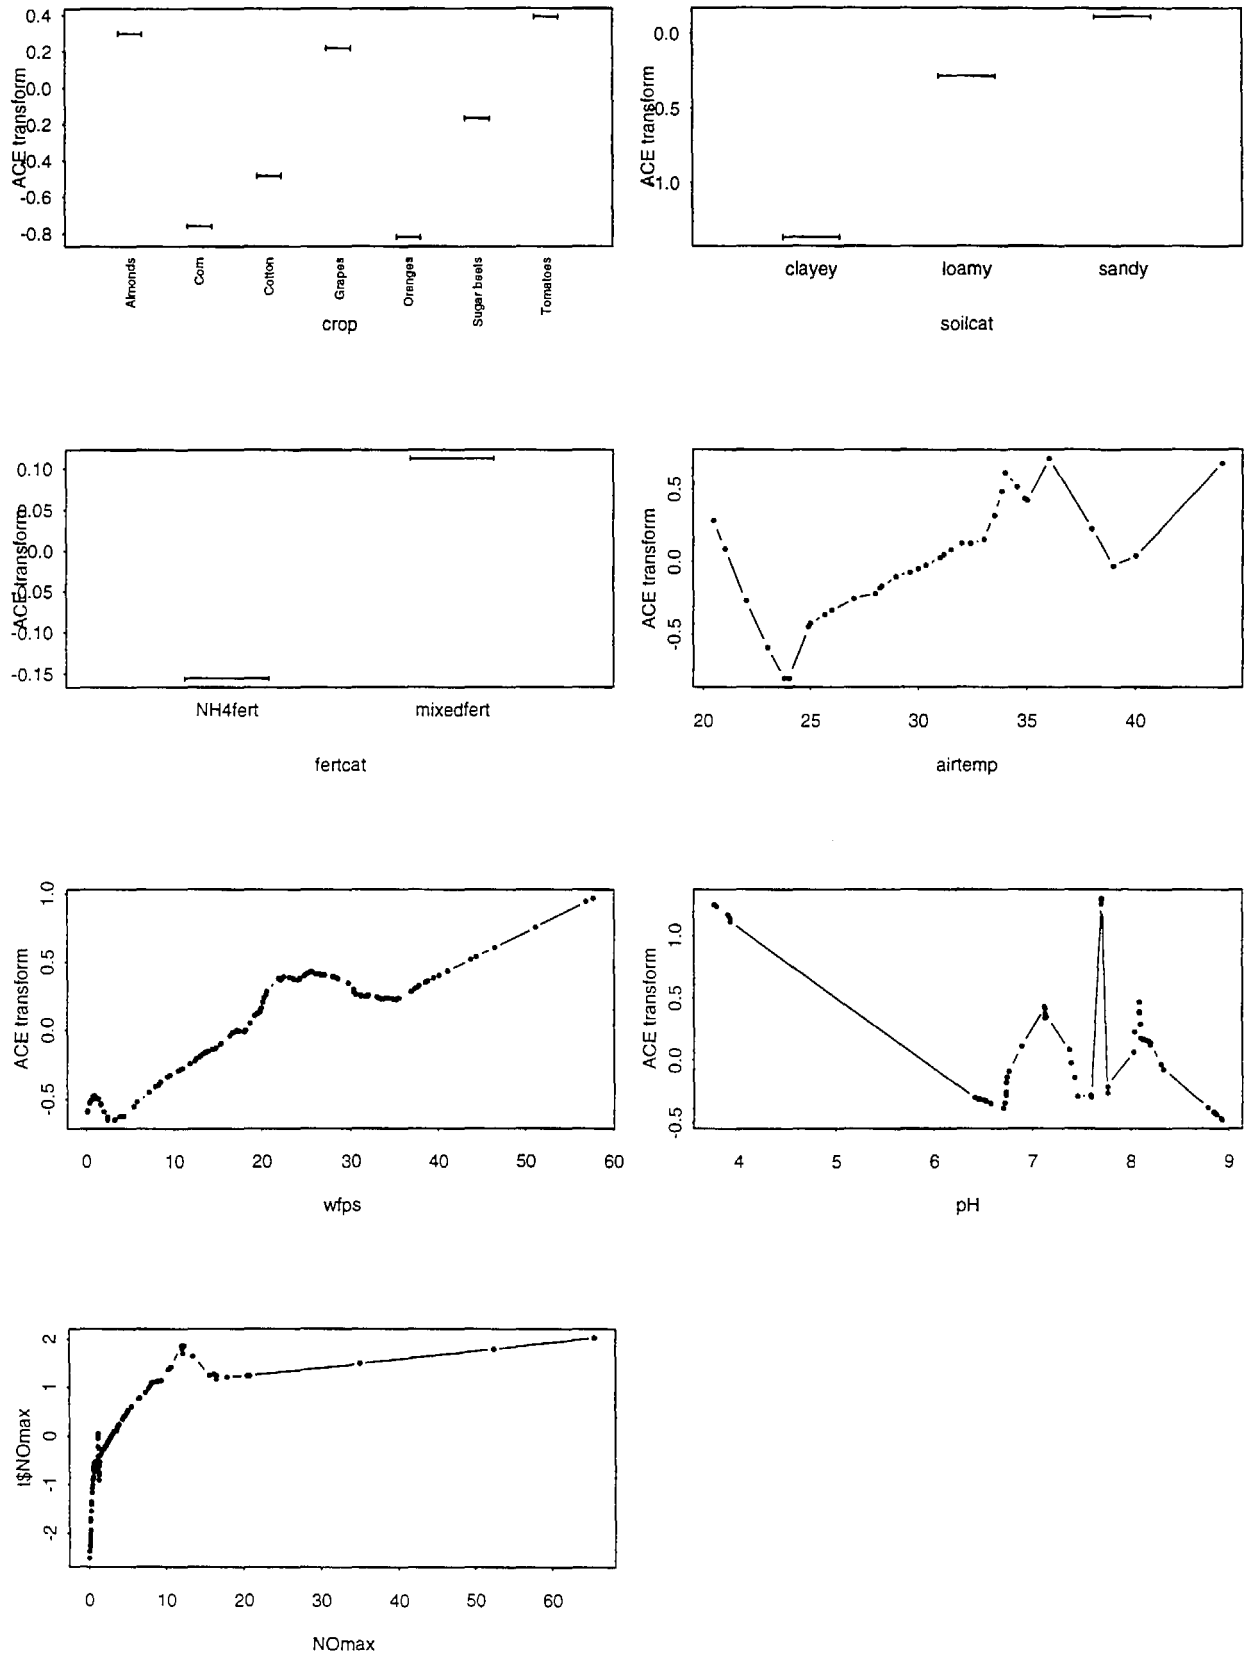 0.4
0.2
0.0
-0.2
-0.4
-0.6
-0.8
ACE transform
Almonds
Corn
Cotton
Grapes
Oranges
Sugar beets
Tomatoes
crop
0.0
-0.5
-1.0
ACE transform
clayey loamy sandy
soilcat
0.10
0.05
0.0
-0.05
-0.10
-0.15
ACE transform
NH4fert mixedfert
fertcat
0.5
0.0
-0.5
ACE transform
20 25 30 35 40
airtemp
1.0
0.5
0.0
-0.5
ACE transform
0 10 20 30 40 50 60
wfps
1.0
0.5
0.0
-0.5
ACE transform
4 5 6 7 8 9
pH
2
1
0
-1
-2
t$NOmax
0 10 20 30 40 50 60
NOmax